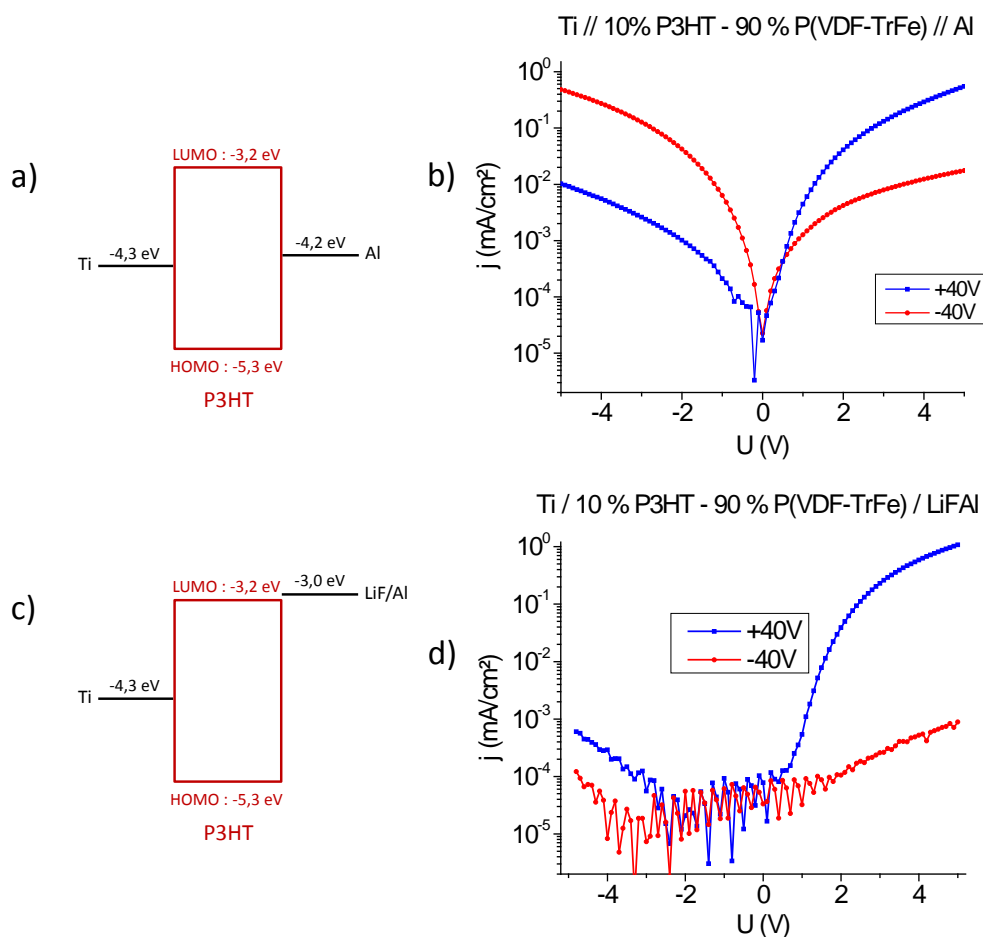 a)
LUMO : -3,2 eV
Ti
-4,3 eV
-4,2 eV
Al
HOMO : -5,3 eV
P3HT
Ti // 10% P3HT - 90 % P(VDF-TrFe) // Al
b)
j (mA/cm²)
10⁰
10⁻¹
10⁻²
10⁻³
10⁻⁴
10⁻⁵
+40V
-40V
-4
-2
0
2
4
U (V)
c)
LUMO : -3,2 eV
-3,0 eV
LiF/Al
Ti
-4,3 eV
HOMO : -5,3 eV
P3HT
Ti / 10 % P3HT - 90 % P(VDF-TrFe) / LiFAl
d)
j (mA/cm²)
10⁰
10⁻¹
10⁻²
10⁻³
10⁻⁴
10⁻⁵
+40V
-40V
-4
-2
0
2
4
U (V)